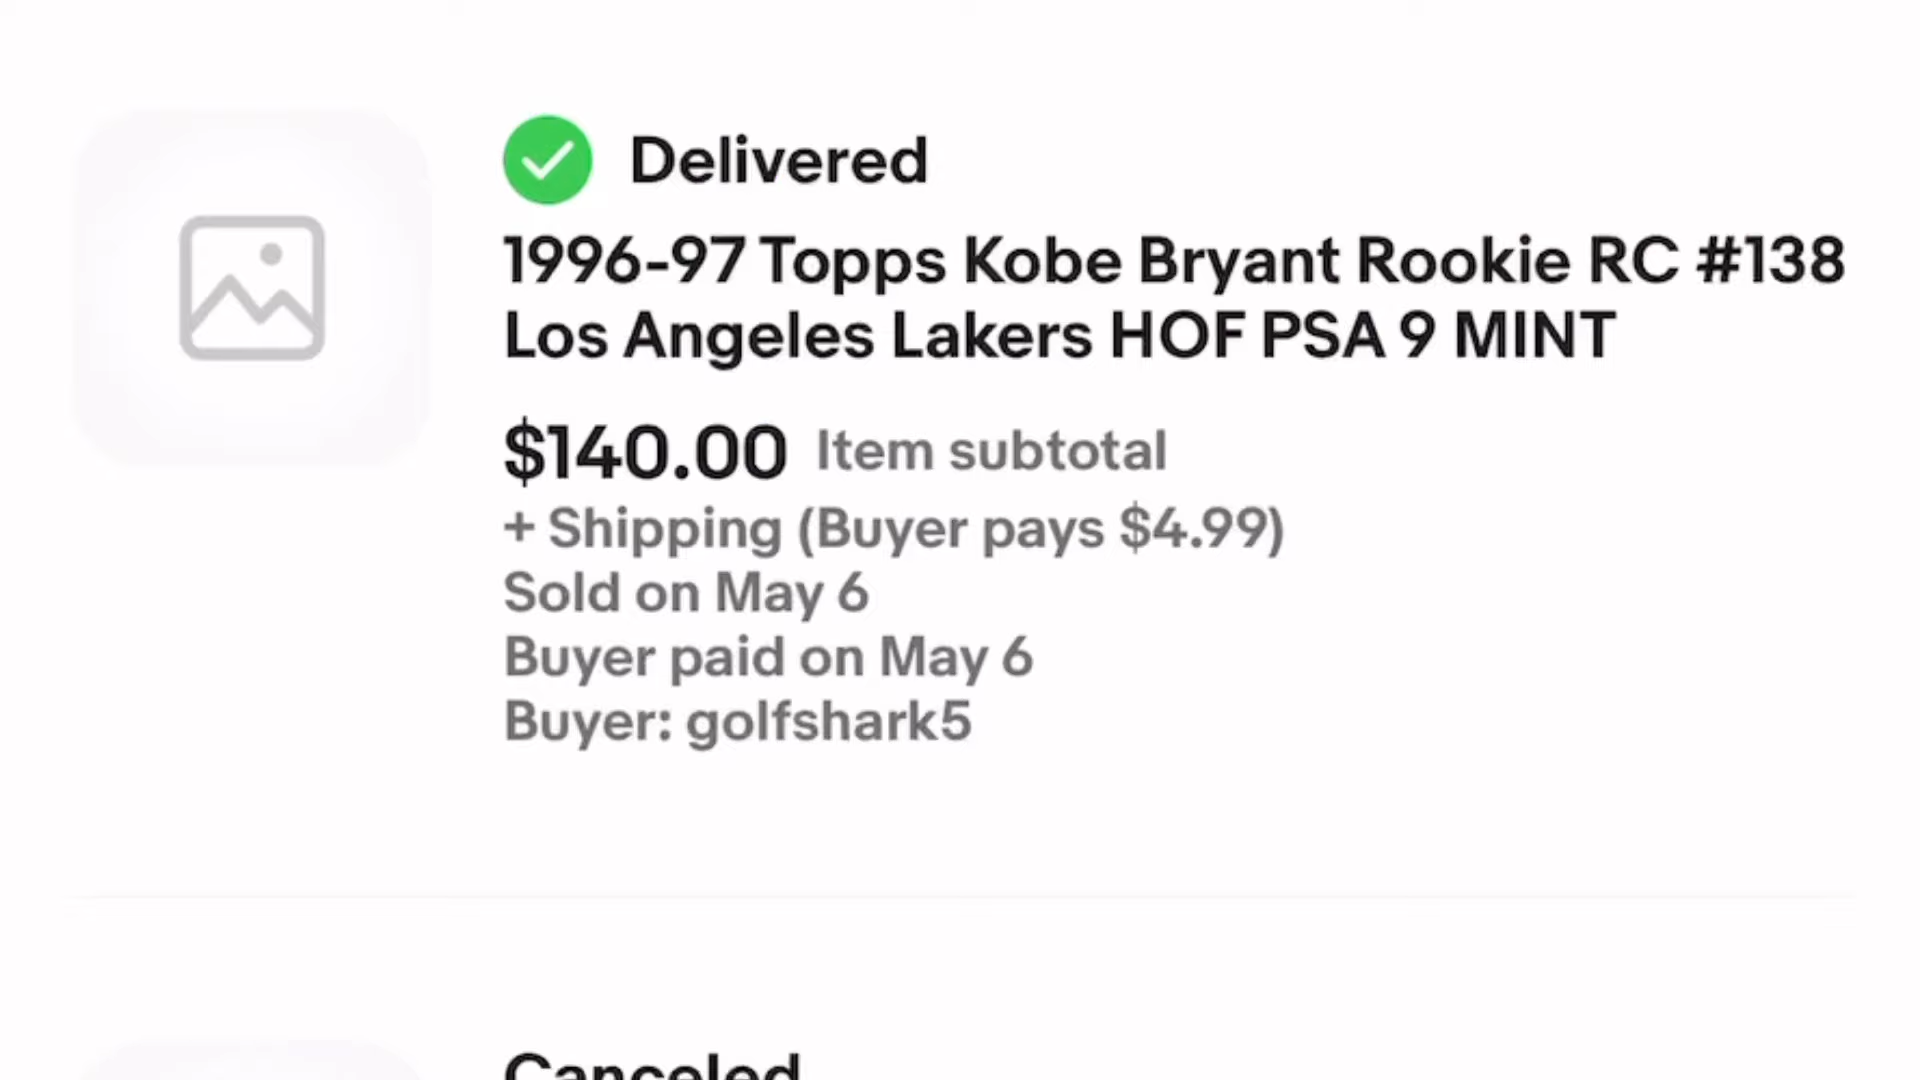 Delivered
1996-97 Topps Kobe Bryant Rookie RC #138
Los Angeles Lakers HOF PSA 9 MINT
$140.00 Item subtotal
+ Shipping (Buyer pays $4.99)
Sold on May 6
Buyer paid on May 6
Buyer: golfshark5
Canceled